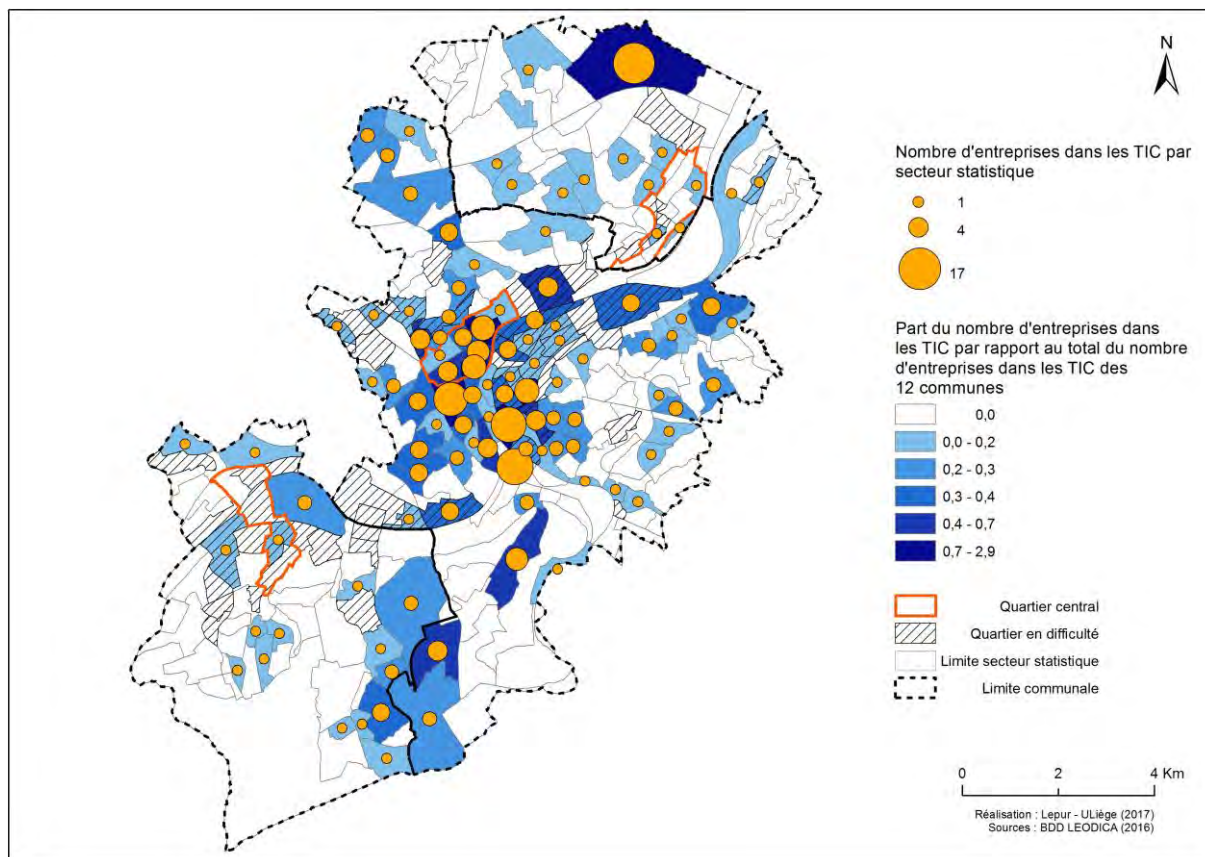 N
Nombre d'entreprises dans les TIC par
secteur statistique
1
4
17
Part du nombre d'entreprises dans
les TIC par rapport au total du nombre
d'entreprises dans les TIC des
12 communes
0,0
0,0 - 0,2
0,2 - 0,3
0,3 - 0,4
0,4 - 0,7
0,7 - 2,9
Quartier central
Quartier en difficulté
Limite secteur statistique
Limite communale
0 2 4 Km
Réalisation : Lepur - ULiège (2017)
Sources : BDD LEODICA (2016)